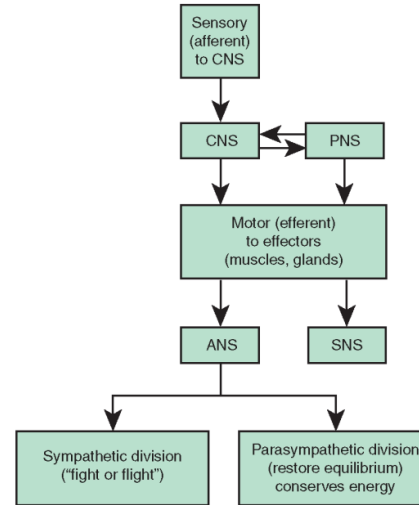 Sensory
(afferent)
to CNS
CNS
PNS
Motor (efferent)
to effectors
(muscles, glands)
ANS
SNS
Sympathetic division
(“fight or flight”)
Parasympathetic division
(restore equilibrium)
conserves energy